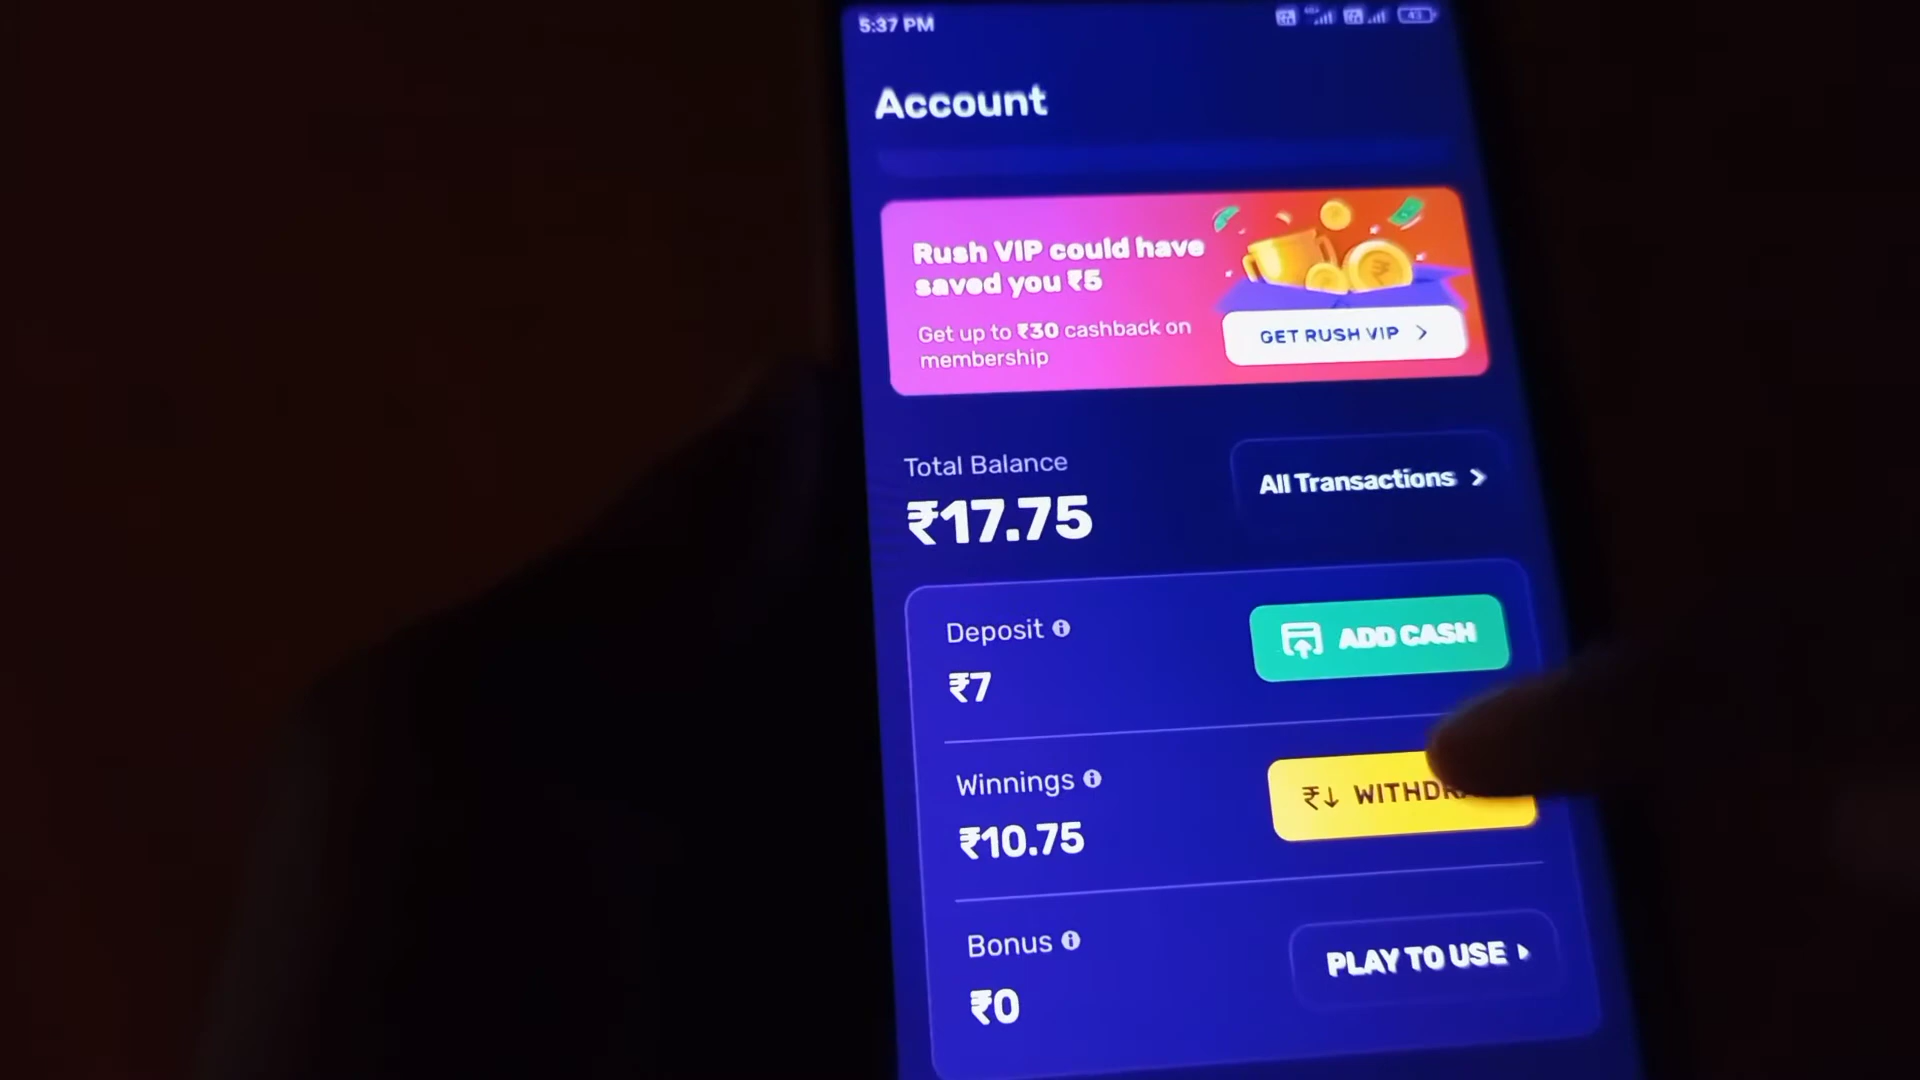 5:37 PM
Account
Rush VIP could have
saved you ₹5
Get up to ₹30 cashback on
membership
GET RUSH VIP >
Total Balance
₹17.75
All Transactions >
Deposit
₹7
ADD CASH
Winnings
₹10.75
₹↓
Bonus
₹0
PLAY TO USE